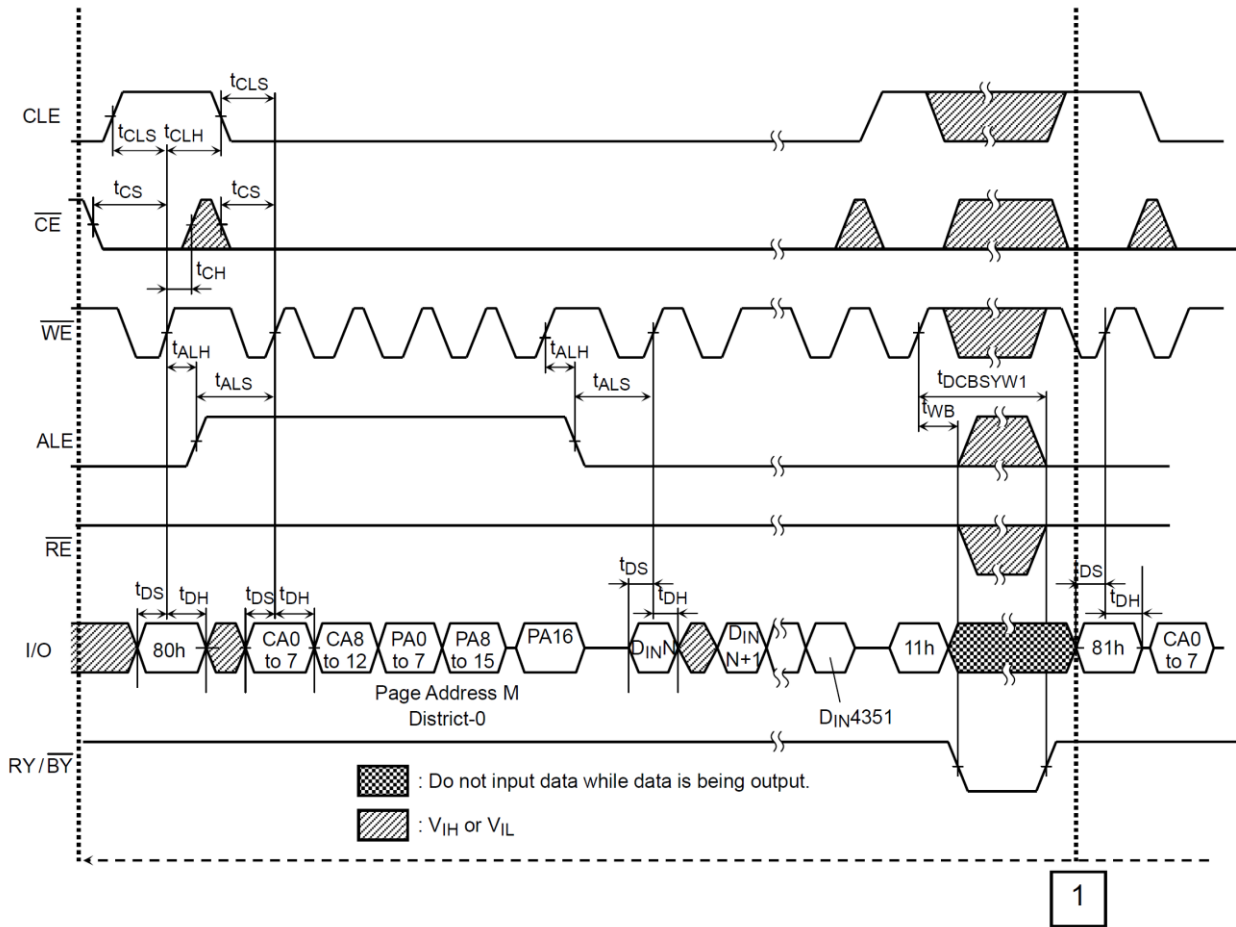 CLE
tCLS
tCLS
tCLH
CE
tCS
tCS
tCH
WE
tALH
tALS
tALH
tALS
tDCBSYW1
tWB
ALE
RE
tDS
tDH
tDS
tDH
tDS
tDH
DS
tDH
I/O
80h
CA0
to 7
CA8
to 12
PA0
to 7
PA8
to 15
PA16
DINN
DIN
N+1
11h
81h
CA0
to 7
Page Address M
District-0
DIN4351
RY/BY
: Do not input data while data is being output.
: VIH or VIL
1